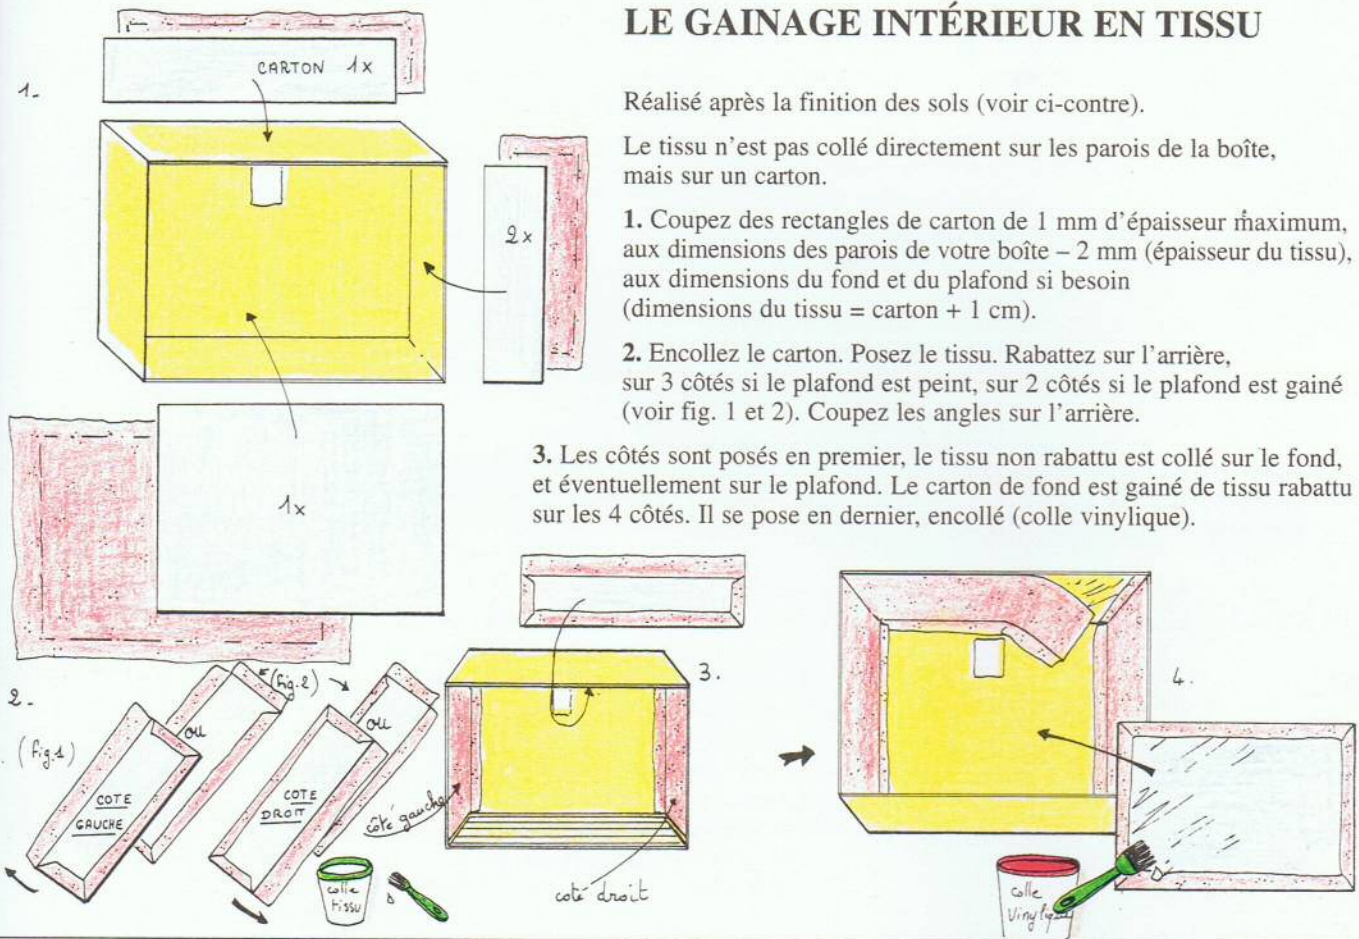 LE GAINAGE INTÉRIEUR EN TISSU
Réalisé après la finition des sols (voir ci-contre).
Le tissu n'est pas collé directement sur les parois de la boîte,
mais sur un carton.
1. Coupez des rectangles de carton de 1 mm d'épaisseur maximum,
aux dimensions des parois de votre boîte – 2 mm (épaisseur du tissu),
aux dimensions du fond et du plafond si besoin
(dimensions du tissu = carton + 1 cm).
2. Encollez le carton. Posez le tissu. Rabattez sur l'arrière,
sur 3 côtés si le plafond est peint, sur 2 côtés si le plafond est gainé
(voir fig. 1 et 2). Coupez les angles sur l'arrière.
3. Les côtés sont posés en premier, le tissu non rabattu est collé sur le fond,
et éventuellement sur le plafond. Le carton de fond est gainé de tissu rabattu
sur les 4 côtés. Il se pose en dernier, encollé (colle vinylique).
1-
CARTON 1x
2x
1x
2-
(fig.1)
(fig.2)
ou
ou
COTE
GAUCHE
COTE
DROIT
colle
tissu
3.
côté gauche
coté droit
4.
colle
Vinylique